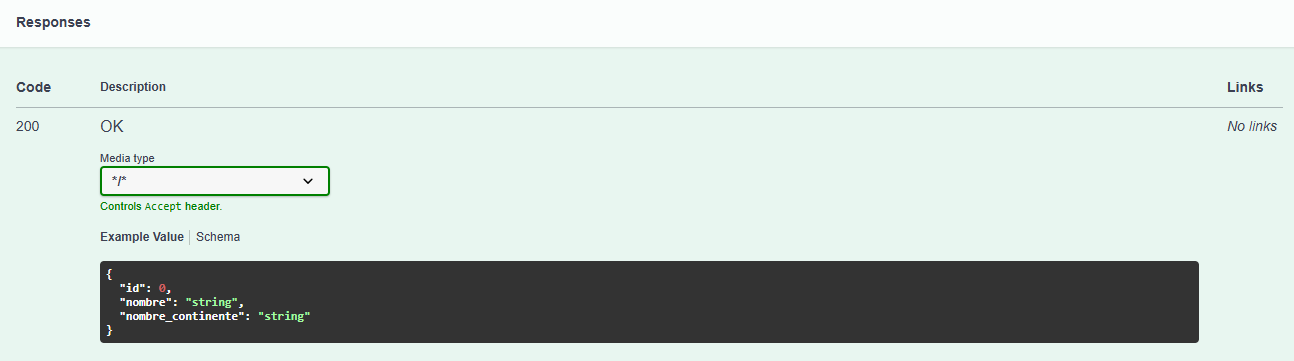 Responses
Code Description Links
200 OK No links
Media type
*/*
Controls Accept header.
Example Value Schema
{
  "id": 0,
  "nombre": "string",
  "nombre_continente": "string"
}